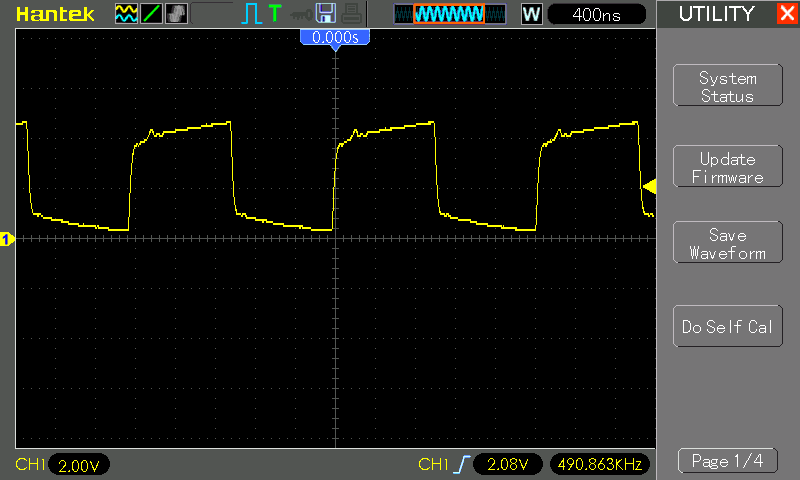 Hantek
T
W
400ns
UTILITY
X
0.000s
System
Status
Update
Firmware
1
Save
Waveform
Do Self Cal
CH1
2.00V
CH1
2.08V
490.863KHz
Page 1/4